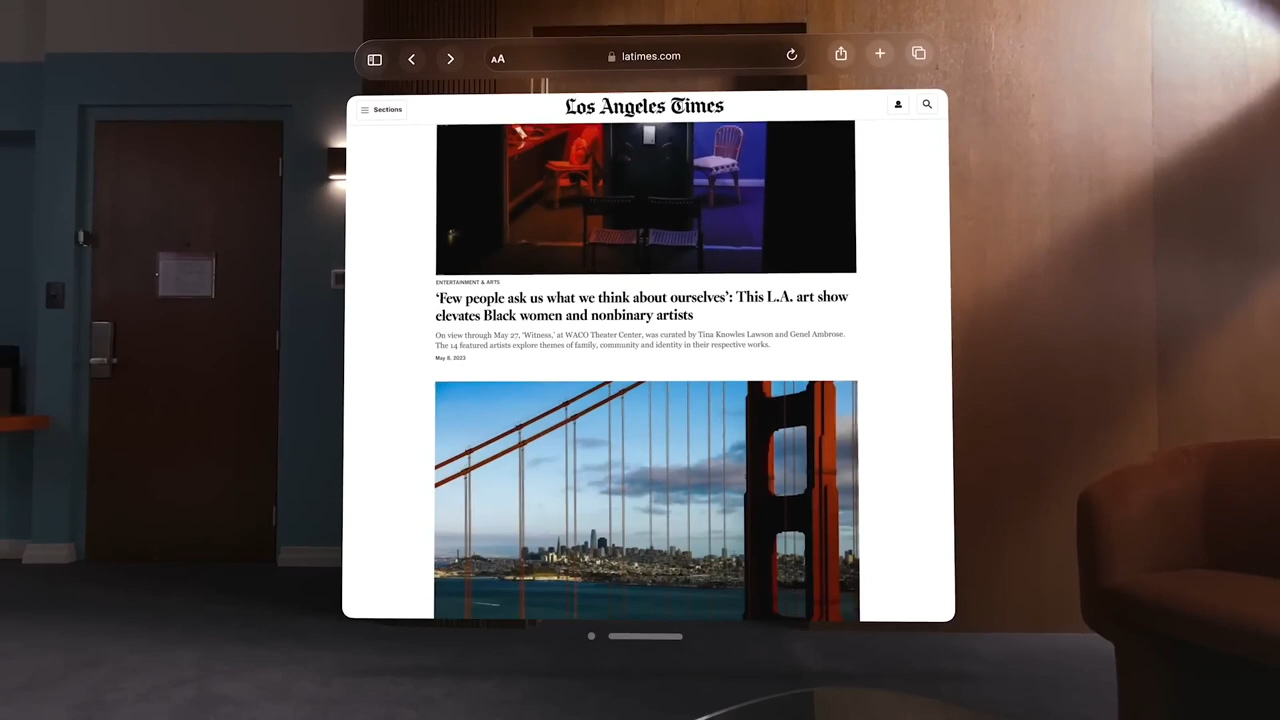 AA
latimes.com
Sections
Los Angeles Times
ENTERTAINMENT & ARTS
‘Few people ask us what we think about ourselves’: This L.A. art show
elevates Black women and nonbinary artists
On view through May 27, ‘Witness,’ at WACO Theater Center, was curated by Tina Knowles Lawson and Genel Ambrose.
The 14 featured artists explore themes of family, community and identity in their respective works.
May 8, 2023